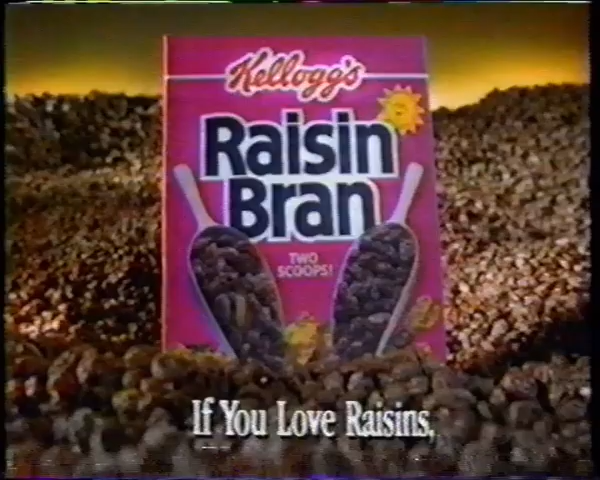 Kellogg's
Raisin
Bran
TWO
SCOOPS!
If You Love Raisins,